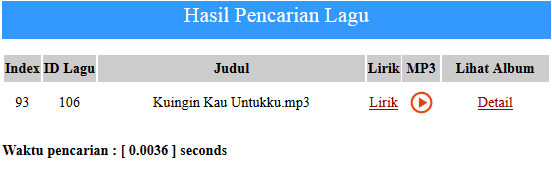 Hasil Pencarian Lagu
Index ID Lagu Judul Lirik MP3 Lihat Album
93 106 Kuingin Kau Untukku.mp3 Lirik Detail
Waktu pencarian : [ 0.0036 ] seconds